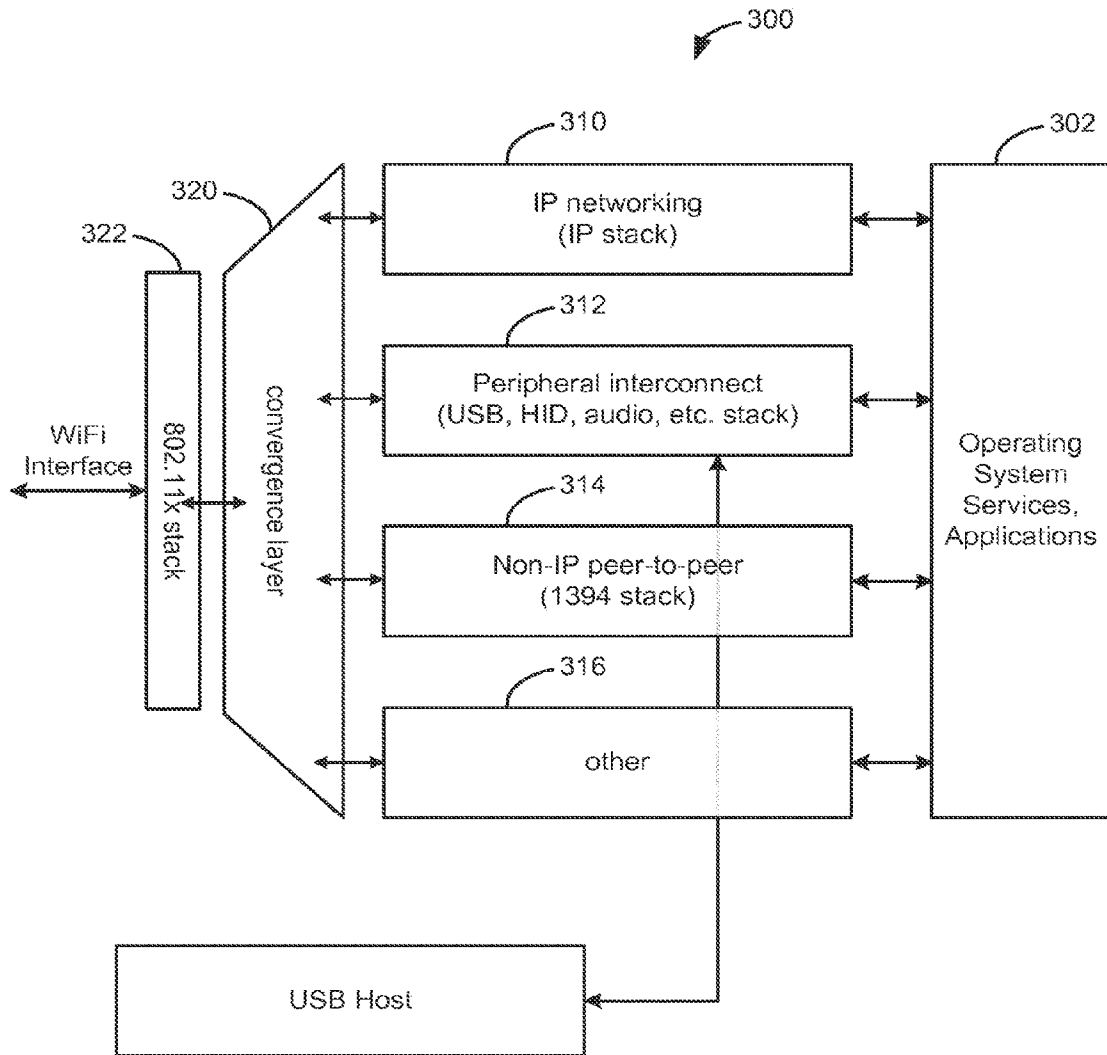 300
310
302
320
IP networking
(IP stack)
322
312
Peripheral interconnect
(USB, HID, audio, etc. stack)
convergence layer
802.11x stack
WiFi
Interface
Operating
System
Services,
Applications
314
Non-IP peer-to-peer
(1394 stack)
316
other
USB Host